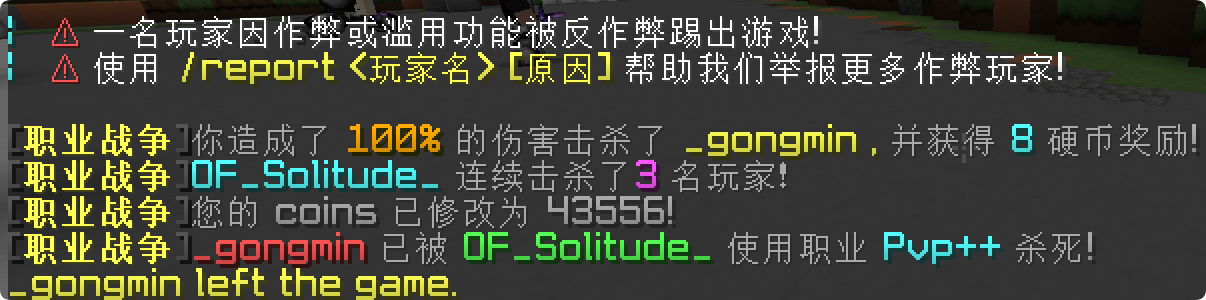 ⚠ 一名玩家因作弊或滥用功能被反作弊踢出游戏!
⚠ 使用 /report <玩家名> [原因] 帮助我们举报更多作弊玩家!
[职业战争]你造成了 100% 的伤害击杀了 _gongmin , 并获得 8 硬币奖励!
[职业战争]OF_Solitude_ 连续击杀了3 名玩家!
[职业战争]您的 coins 已修改为 43556!
[职业战争]_gongmin 已被 OF_Solitude_ 使用职业 Pvp++ 杀死!
_gongmin left the game.